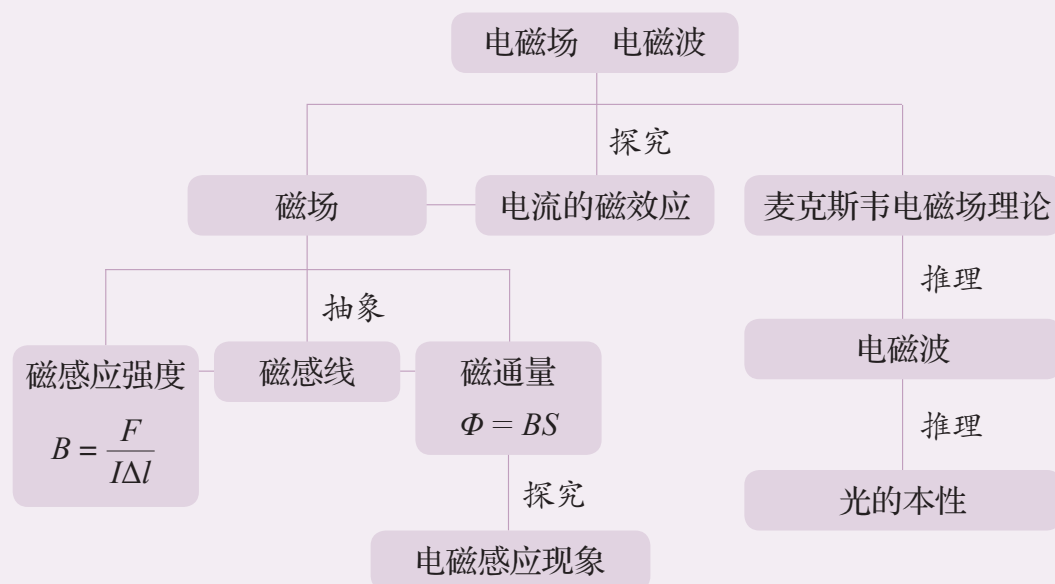 电磁场 电磁波
探究
磁场
电流的磁效应
麦克斯韦电磁场理论
抽象
推理
磁感应强度
B = F / IΔl
磁感线
磁通量
Φ = BS
电磁波
探究
推理
电磁感应现象
光的本性